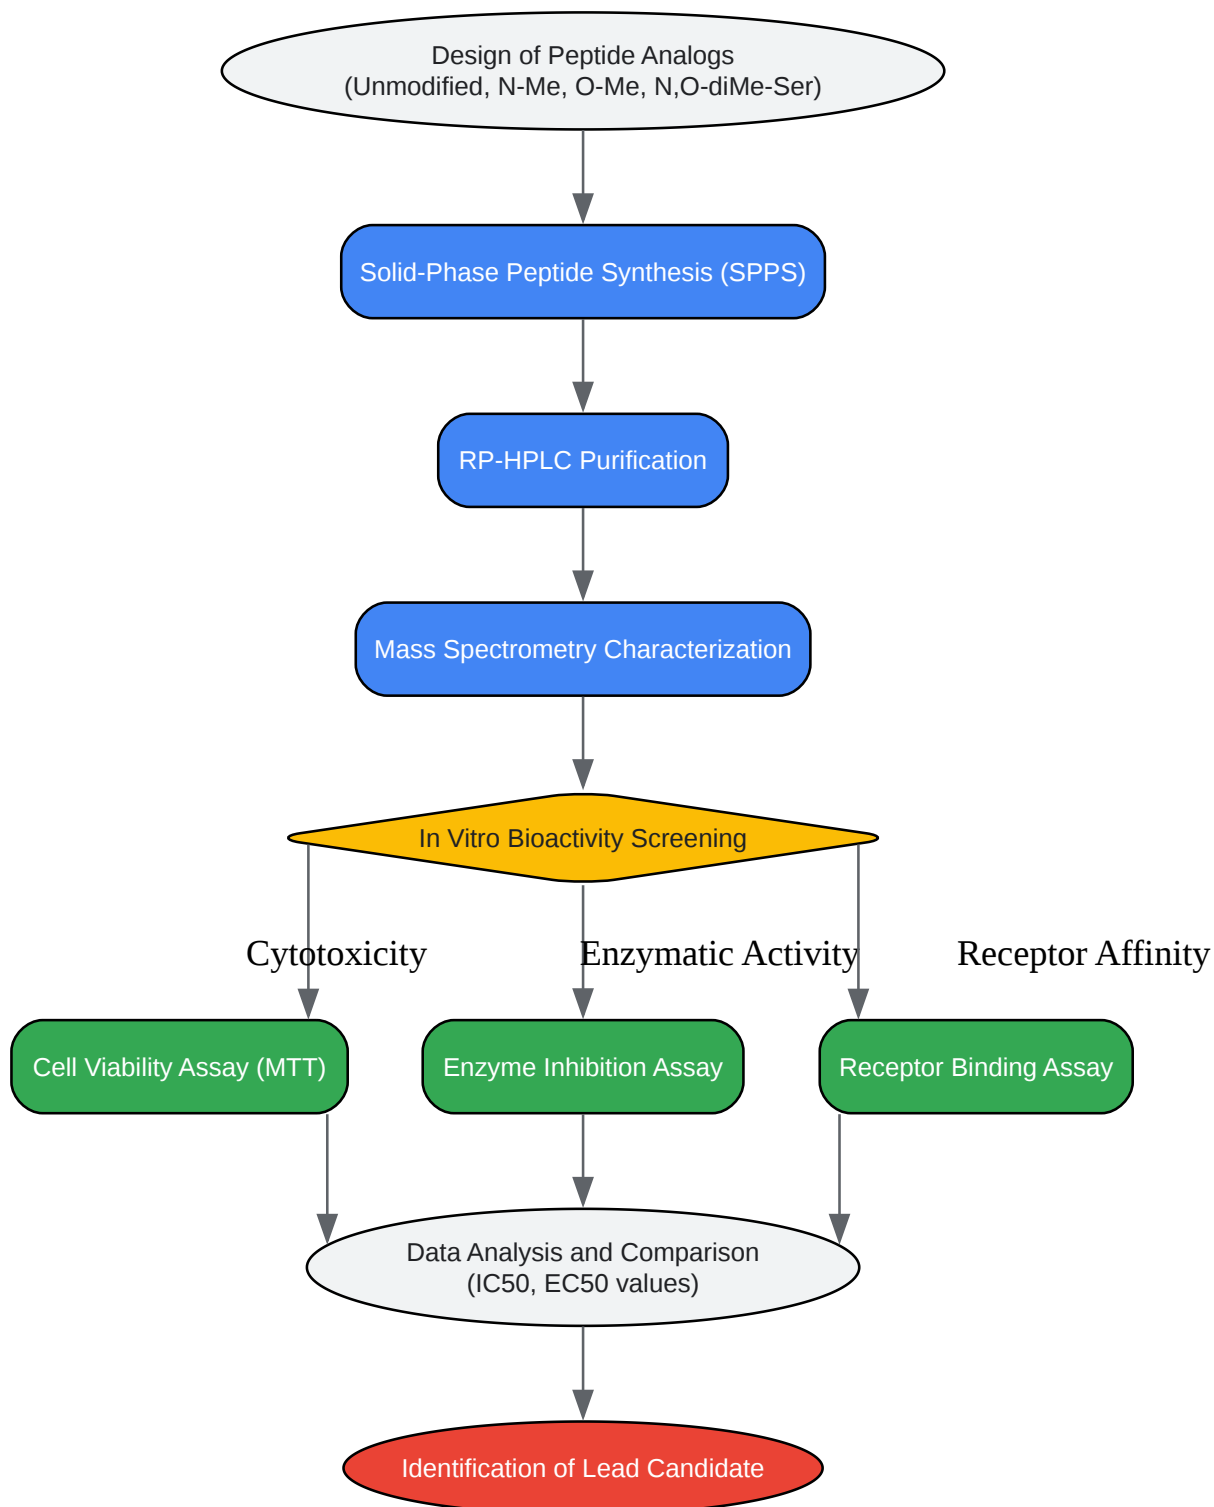 Design of Peptide Analogs
(Unmodified, N-Me, O-Me, N,O-diMe-Ser)
Solid-Phase Peptide Synthesis (SPPS)
RP-HPLC Purification
Mass Spectrometry Characterization
In Vitro Bioactivity Screening
Cytotoxicity
Enzymatic Activity
Receptor Affinity
Cell Viability Assay (MTT)
Enzyme Inhibition Assay
Receptor Binding Assay
Data Analysis and Comparison
(IC50, EC50 values)
Identification of Lead Candidate